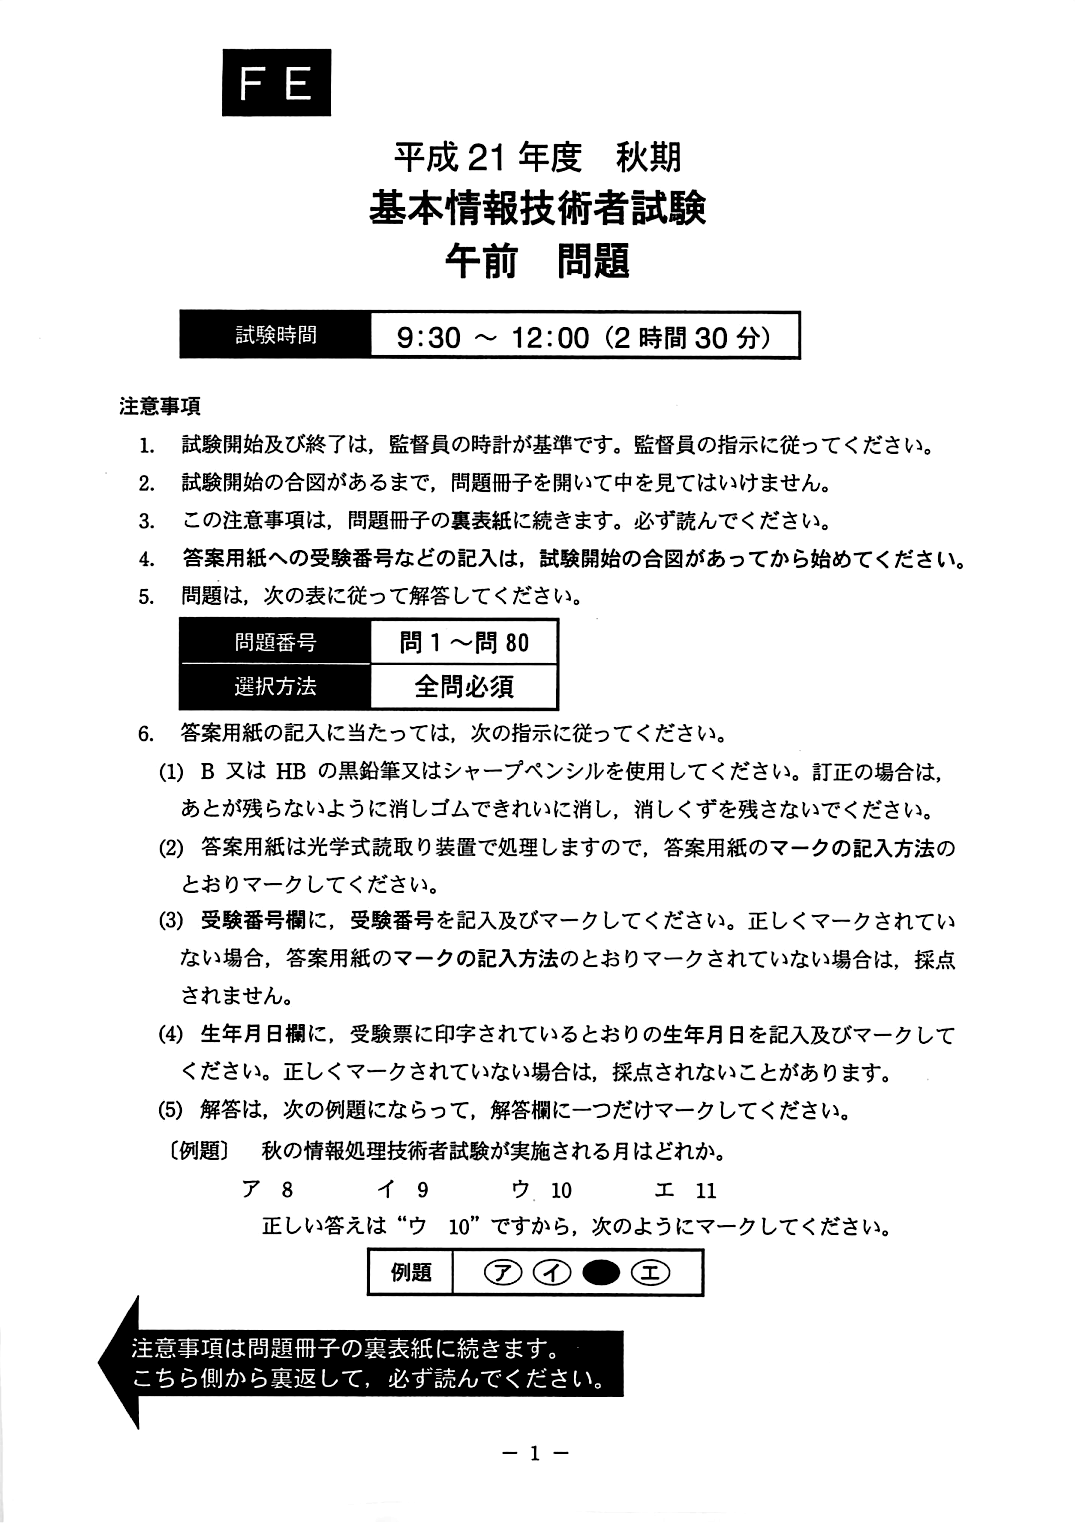 FE
平成 21 年度　秋期
基本情報技術者試験
午前　問題
試験時間　9:30 ～ 12:00（2 時間 30 分）
注意事項
1.　試験開始及び終了は，監督員の時計が基準です。監督員の指示に従ってください。
2.　試験開始の合図があるまで，問題冊子を開いて中を見てはいけません。
3.　この注意事項は，問題冊子の裏表紙に続きます。必ず読んでください。
4.　答案用紙への受験番号などの記入は，試験開始の合図があってから始めてください。
5.　問題は，次の表に従って解答してください。
問題番号　問 1 ～問 80
選択方法　全問必須
6.　答案用紙の記入に当たっては，次の指示に従ってください。
(1)　B 又は HB の黒鉛筆又はシャープペンシルを使用してください。訂正の場合は，
あとが残らないように消しゴムできれいに消し，消しくずを残さないでください。
(2)　答案用紙は光学式読取り装置で処理しますので，答案用紙のマークの記入方法の
とおりマークしてください。
(3)　受験番号欄に，受験番号を記入及びマークしてください。正しくマークされてい
ない場合，答案用紙のマークの記入方法のとおりマークされていない場合は，採点
されません。
(4)　生年月日欄に，受験票に印字されているとおりの生年月日を記入及びマークして
ください。正しくマークされていない場合は，採点されないことがあります。
(5)　解答は，次の例題にならって，解答欄に一つだけマークしてください。
〔例題〕　秋の情報処理技術者試験が実施される月はどれか。
ア　8　　イ　9　　ウ　10　　エ　11
正しい答えは “ウ　10” ですから，次のようにマークしてください。
例題　ア　イ　●　エ
注意事項は問題冊子の裏表紙に続きます。
こちら側から裏返して，必ず読んでください。
－ 1 －